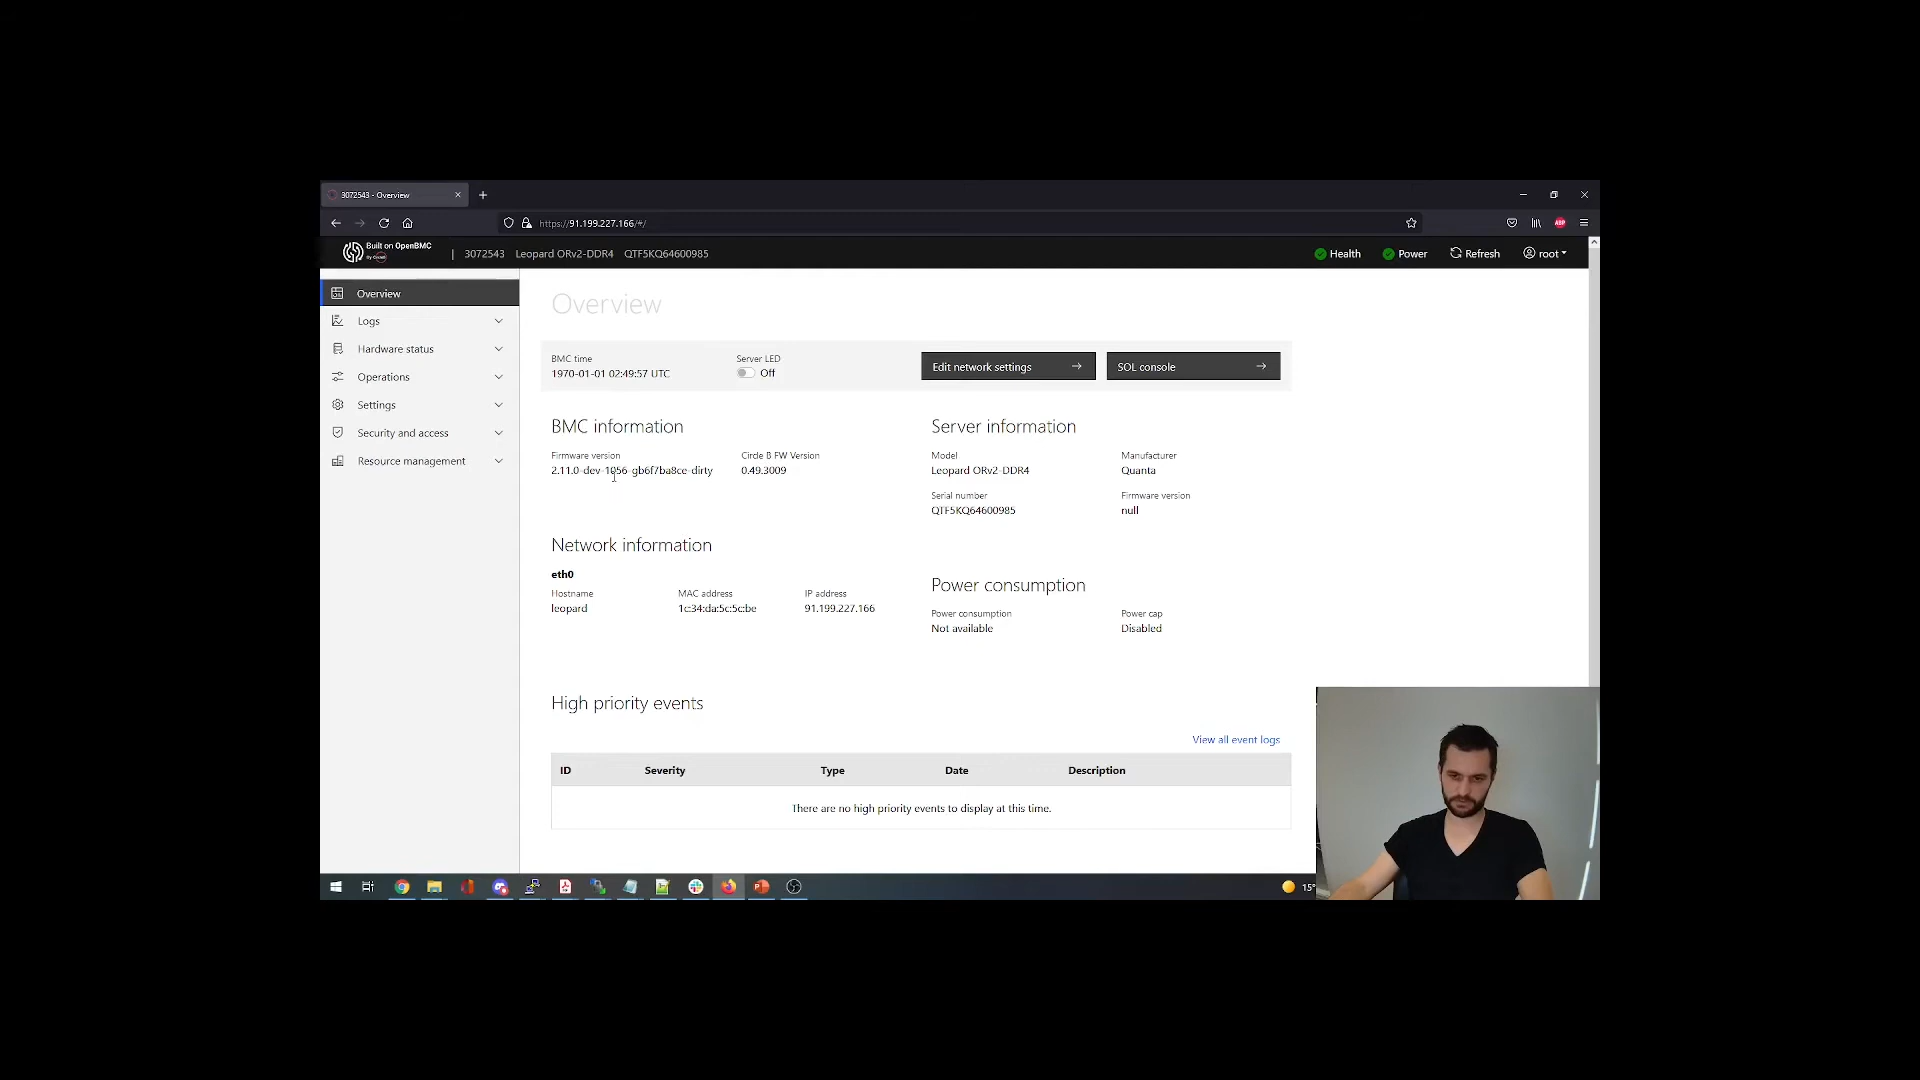 3072543 - Overview
https://91.199.227.166/#/
ABP
Built on OpenBMC
by Circle B
3072543 Leopard ORv2-DDR4 QTF5KQ64600985
Health
Power
Refresh
root
Overview
Logs
Hardware status
Operations
Settings
Security and access
Resource management
Overview
BMC time
1970-01-01 02:49:57 UTC
Server LED
Off
Edit network settings
SOL console
BMC information
Firmware version
2.11.0-dev-1056-gb6f7ba8ce-dirty
Circle B FW Version
0.49.3009
Server information
Model
Leopard ORv2-DDR4
Manufacturer
Quanta
Serial number
QTF5KQ64600985
Firmware version
null
Network information
eth0
Hostname
leopard
MAC address
1c:34:da:5c:5c:be
IP address
91.199.227.166
Power consumption
Power consumption
Not available
Power cap
Disabled
High priority events
View all event logs
ID Severity Type Date Description
There are no high priority events to display at this time.
15°